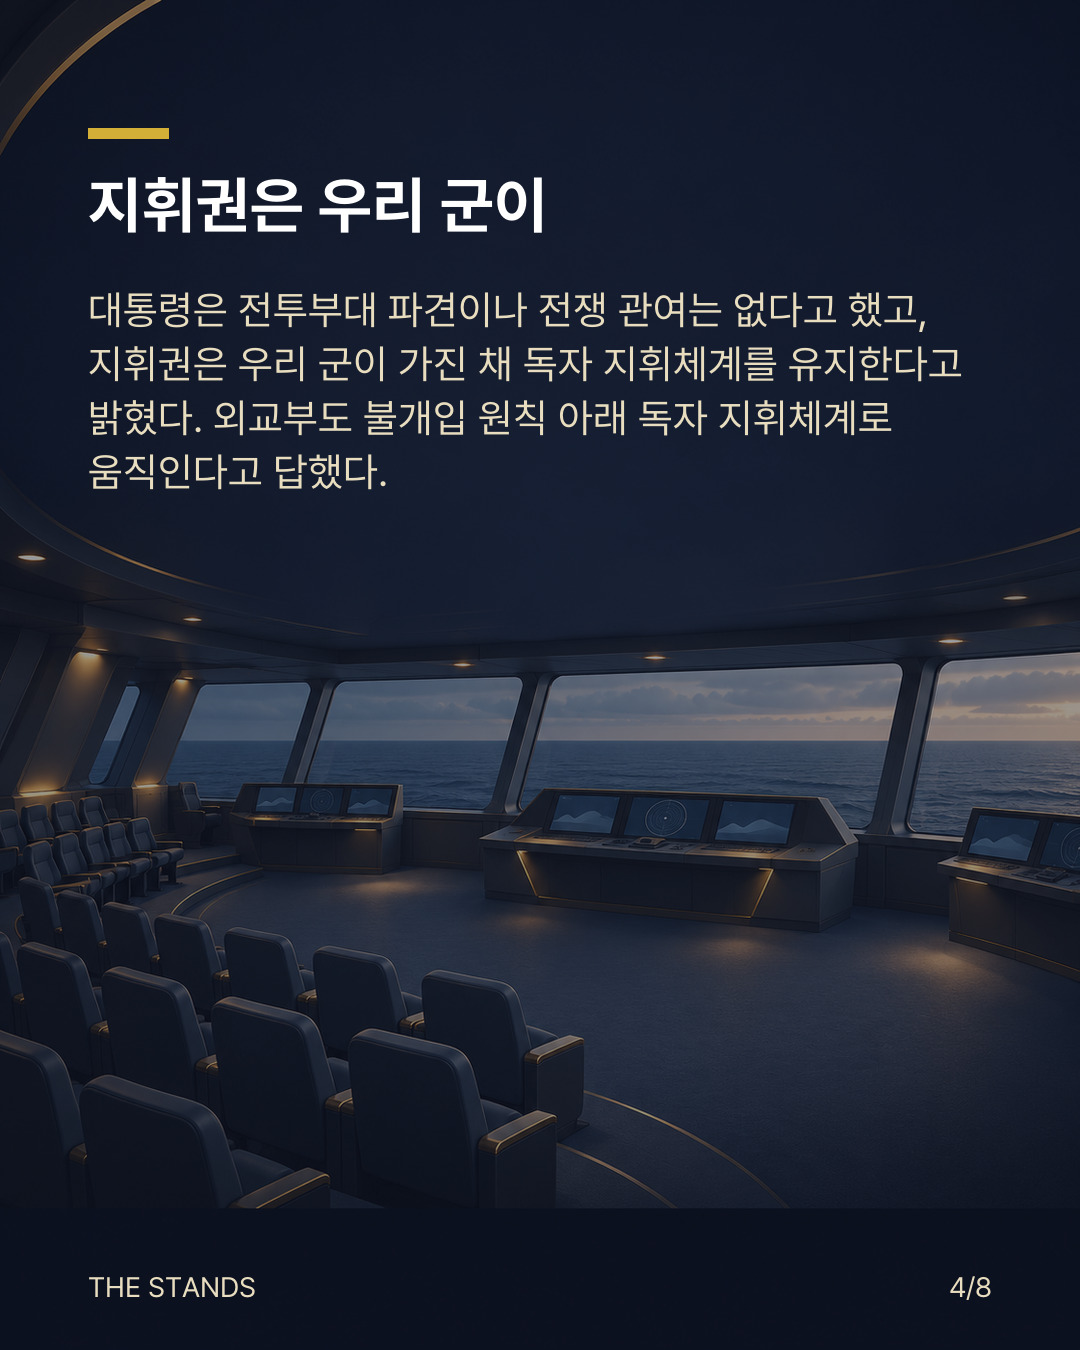 지휘권은 우리 군이
대통령은 전투부대 파견이나 전쟁 관여는 없다고 했고,
지휘권은 우리 군이 가진 채 독자 지휘체계를 유지한다고
밝혔다. 외교부도 불개입 원칙 아래 독자 지휘체계로
움직인다고 답했다.
THE STANDS
4/8